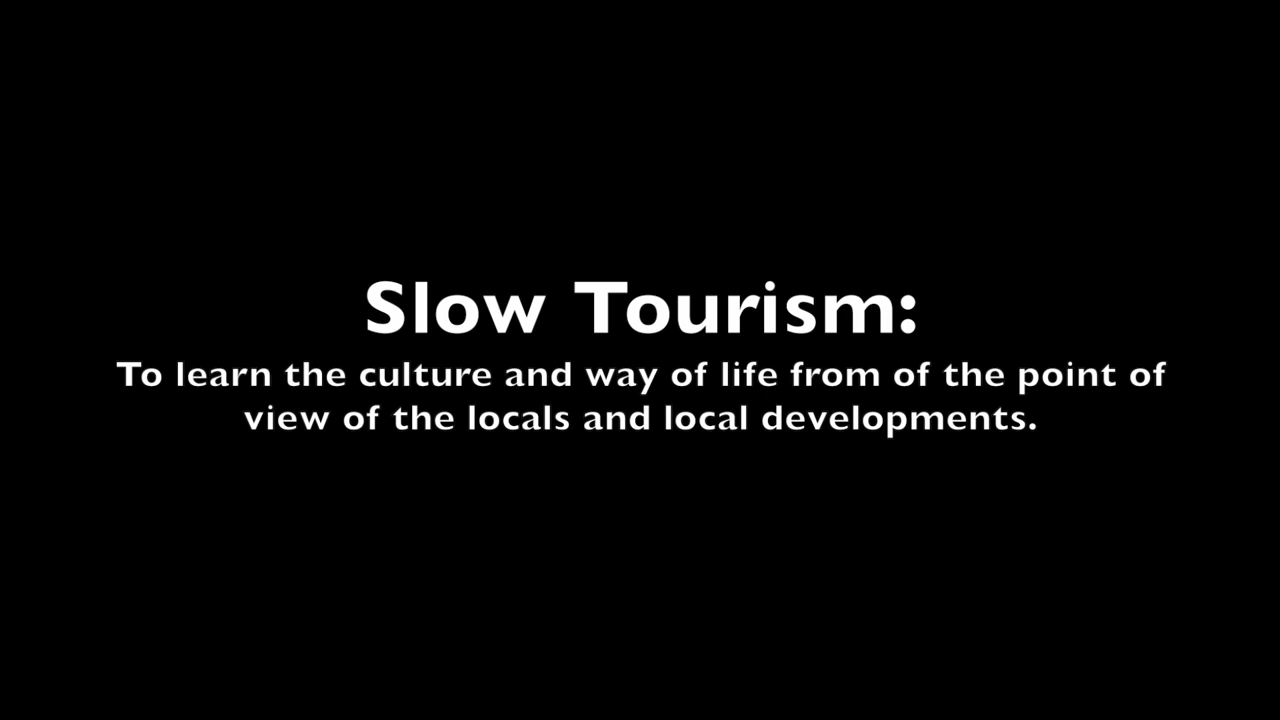 Slow Tourism:
To learn the culture and way of life from of the point of
view of the locals and local developments.